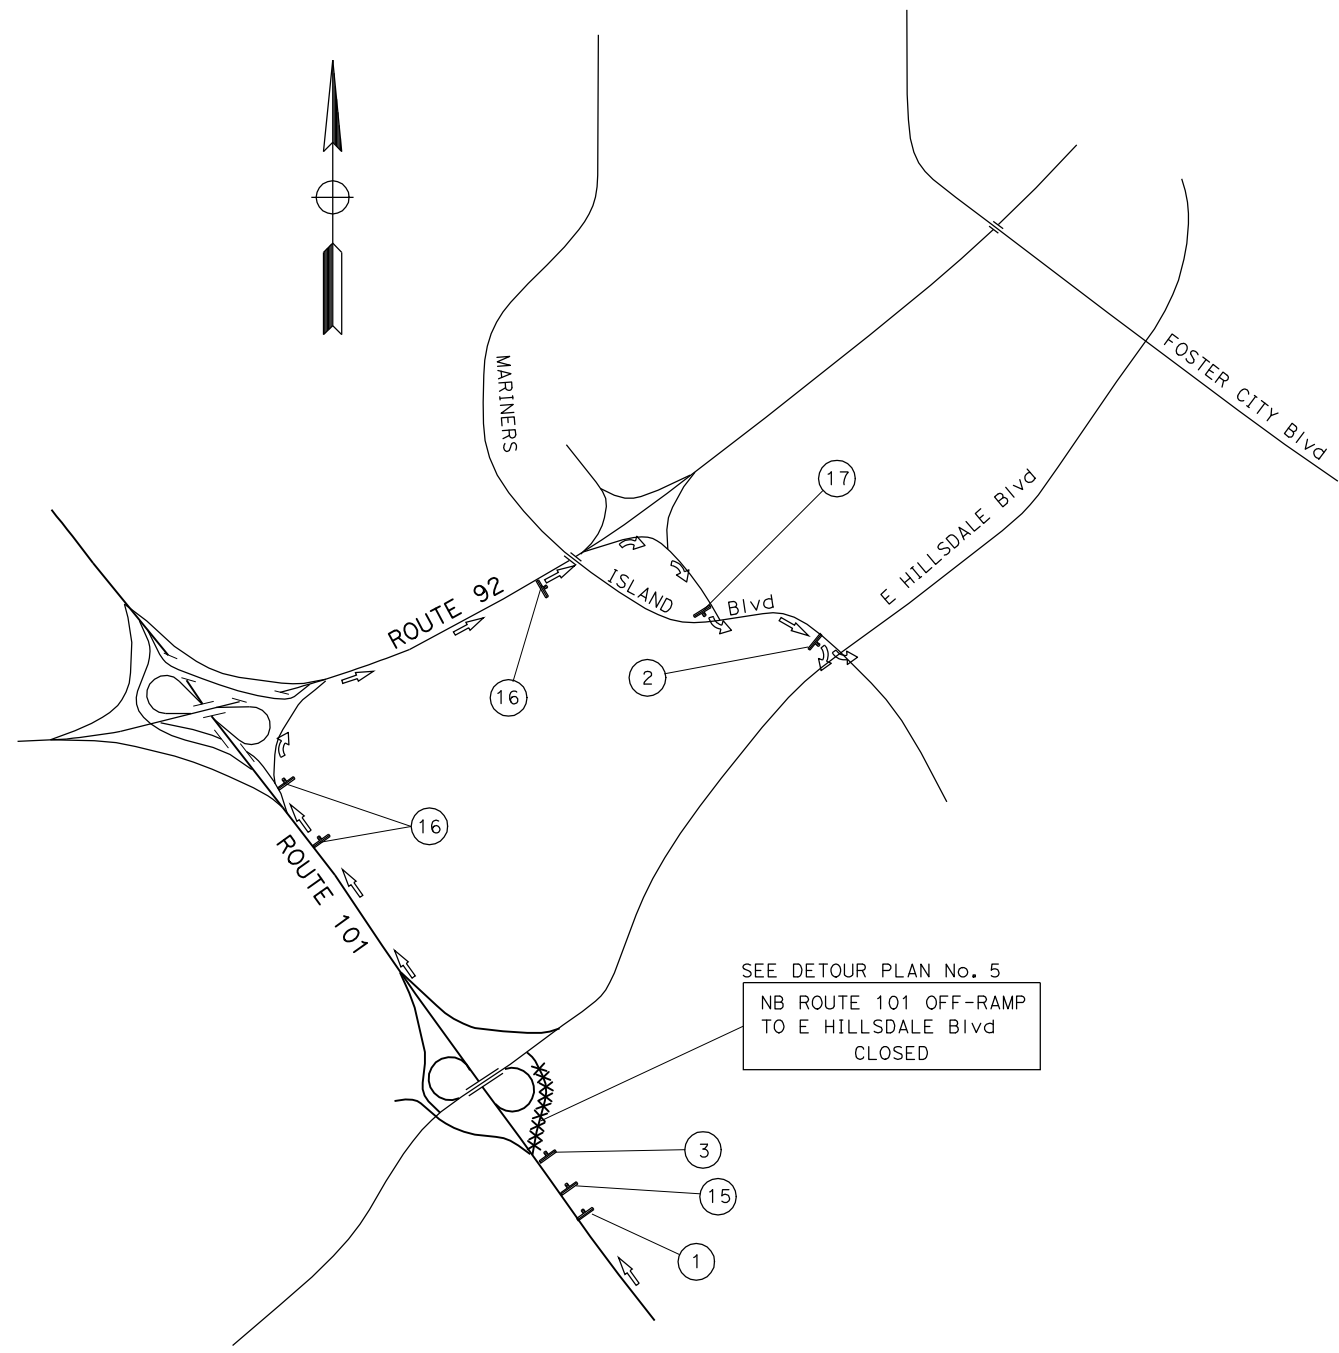 MARINERS
FOSTER CITY Blvd
17
E HILLSDALE Blvd
ISLAND
Blvd
ROUTE 92
2
16
16
ROUTE 101
SEE DETOUR PLAN No. 5
NB ROUTE 101 OFF-RAMP
TO E HILLSDALE Blvd
CLOSED
3
15
1